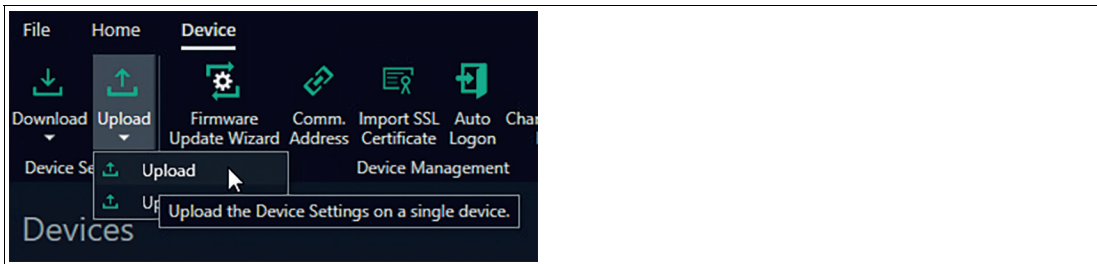 File Home Device
Download Upload Firmware Update Wizard Comm. Address Import SSL Certificate Auto Logon
Device Device Management
Upload
Upload the Device Settings on a single device.
Devices